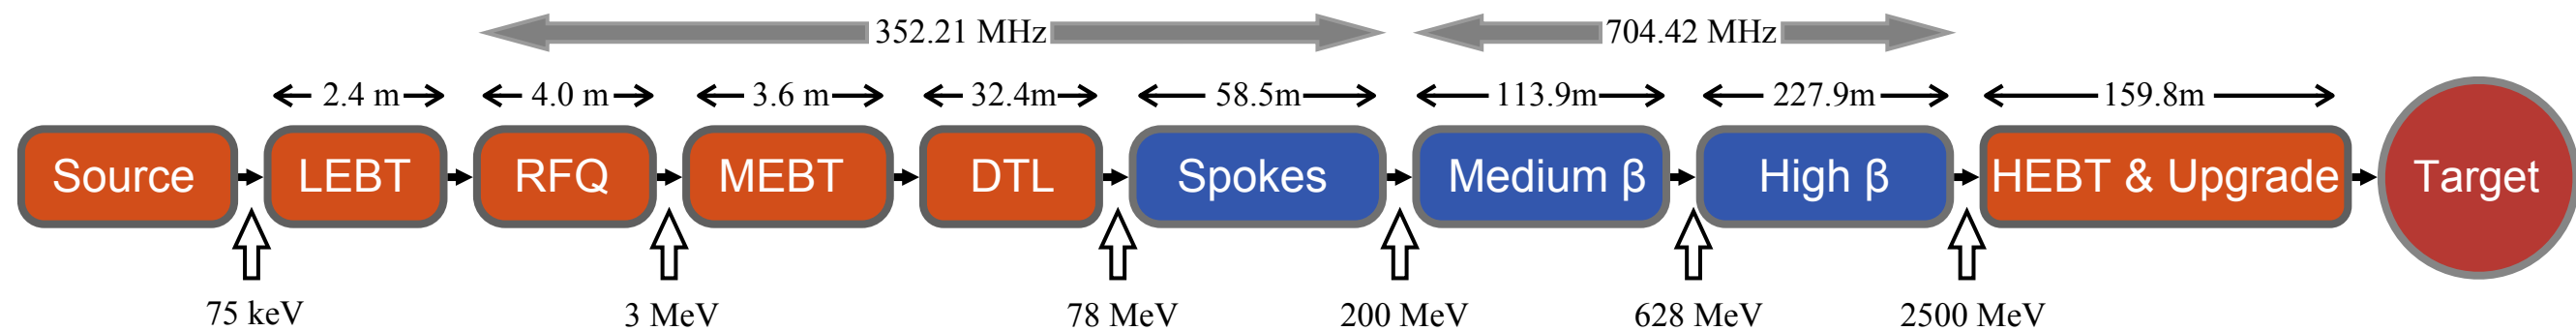 352.21 MHz 704.42 MHz
2.4 m 4.0 m 3.6 m 32.4m 58.5m 113.9m 227.9m 159.8m
Source LEBT RFQ MEBT DTL Spokes Medium β High β HEBT & Upgrade Target
75 keV 3 MeV 78 MeV 200 MeV 628 MeV 2500 MeV